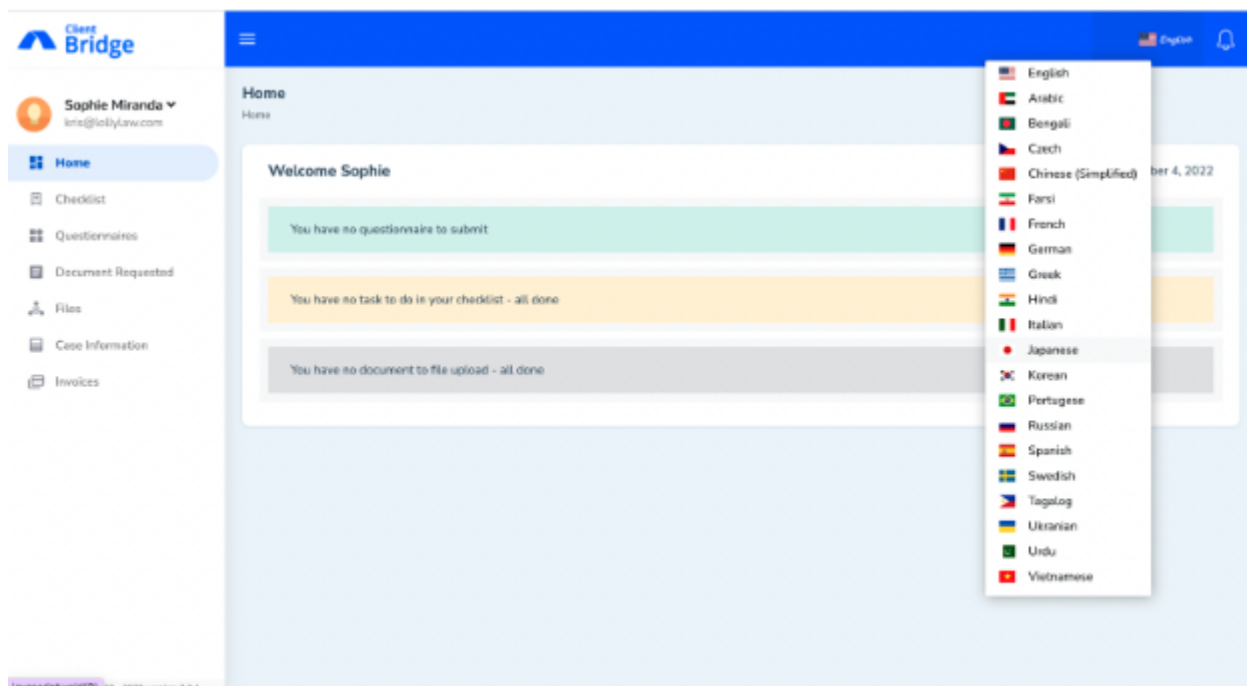 Client
Bridge
English
Sophie Miranda
kris@lollylaw.com
Home
Checklist
Questionnaires
Document Requested
Files
Case Information
Invoices
Home
Home
Welcome Sophie
ber 4, 2022
You have no questionnaire to submit
You have no task to do in your checklist - all done
You have no document to file upload - all done
English
Arabic
Bengali
Czech
Chinese (Simplified)
Farsi
French
German
Greek
Hindi
Italian
Japanese
Korean
Portugese
Russian
Spanish
Swedish
Tagalog
Ukranian
Urdu
Vietnamese